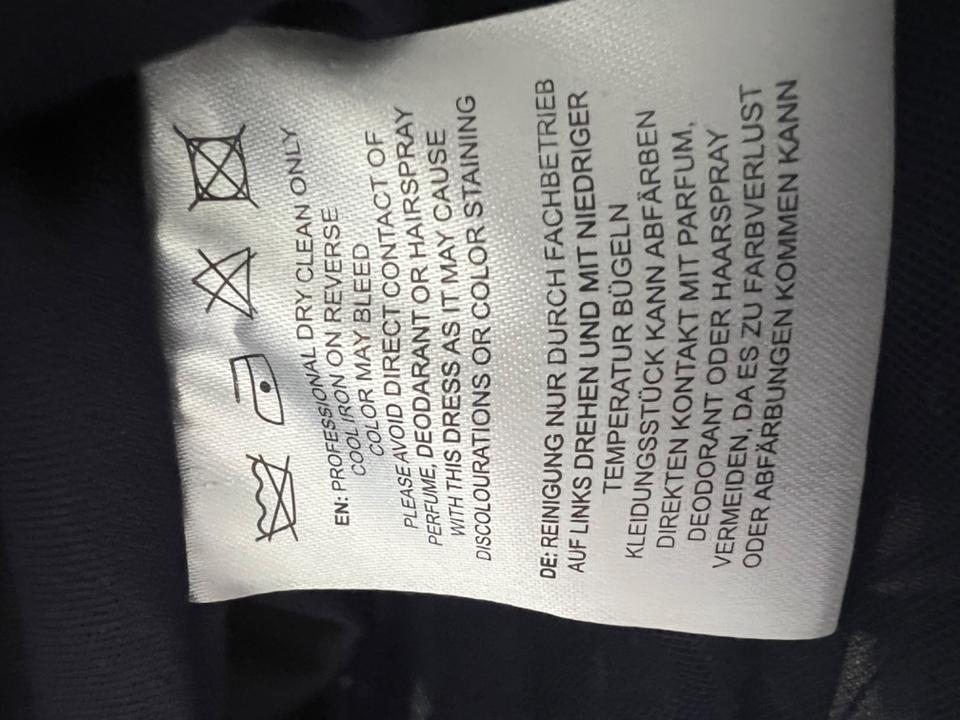 EN: PROFESSIONAL DRY CLEAN ONLY
COOL IRON ON REVERSE
COLOR MAY BLEED
PLEASE AVOID DIRECT CONTACT OF
PERFUME, DEODARANT OR HAIRSPRAY
WITH THIS DRESS AS IT MAY CAUSE
DISCOLOURATIONS OR COLOR STAINING
DE: REINIGUNG NUR DURCH FACHBETRIEB
AUF LINKS DREHEN UND MIT NIEDRIGER
TEMPERATUR BÜGELN
KLEIDUNGSSTÜCK KANN ABFÄRBEN
DIREKTEN KONTAKT MIT PARFUM,
DEODORANT ODER HAARSPRAY
VERMEIDEN, DA ES ZU FARBVERLUST
ODER ABFÄRBUNGEN KOMMEN KANN